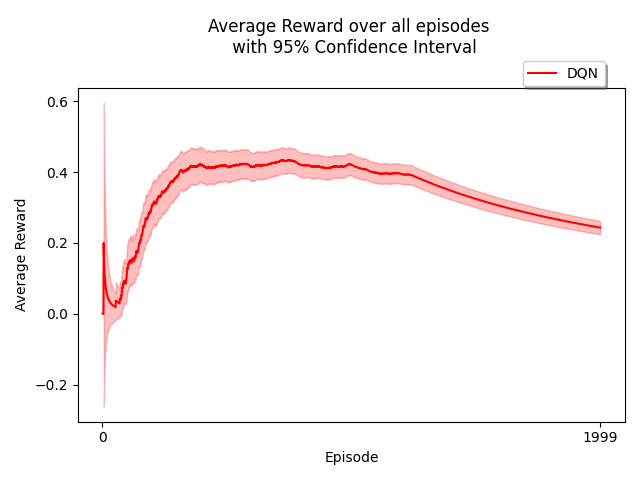 Average Reward over all episodes
with 95% Confidence Interval
DQN
0.6
0.4
0.2
0.0
−0.2
Average Reward
0
1999
Episode